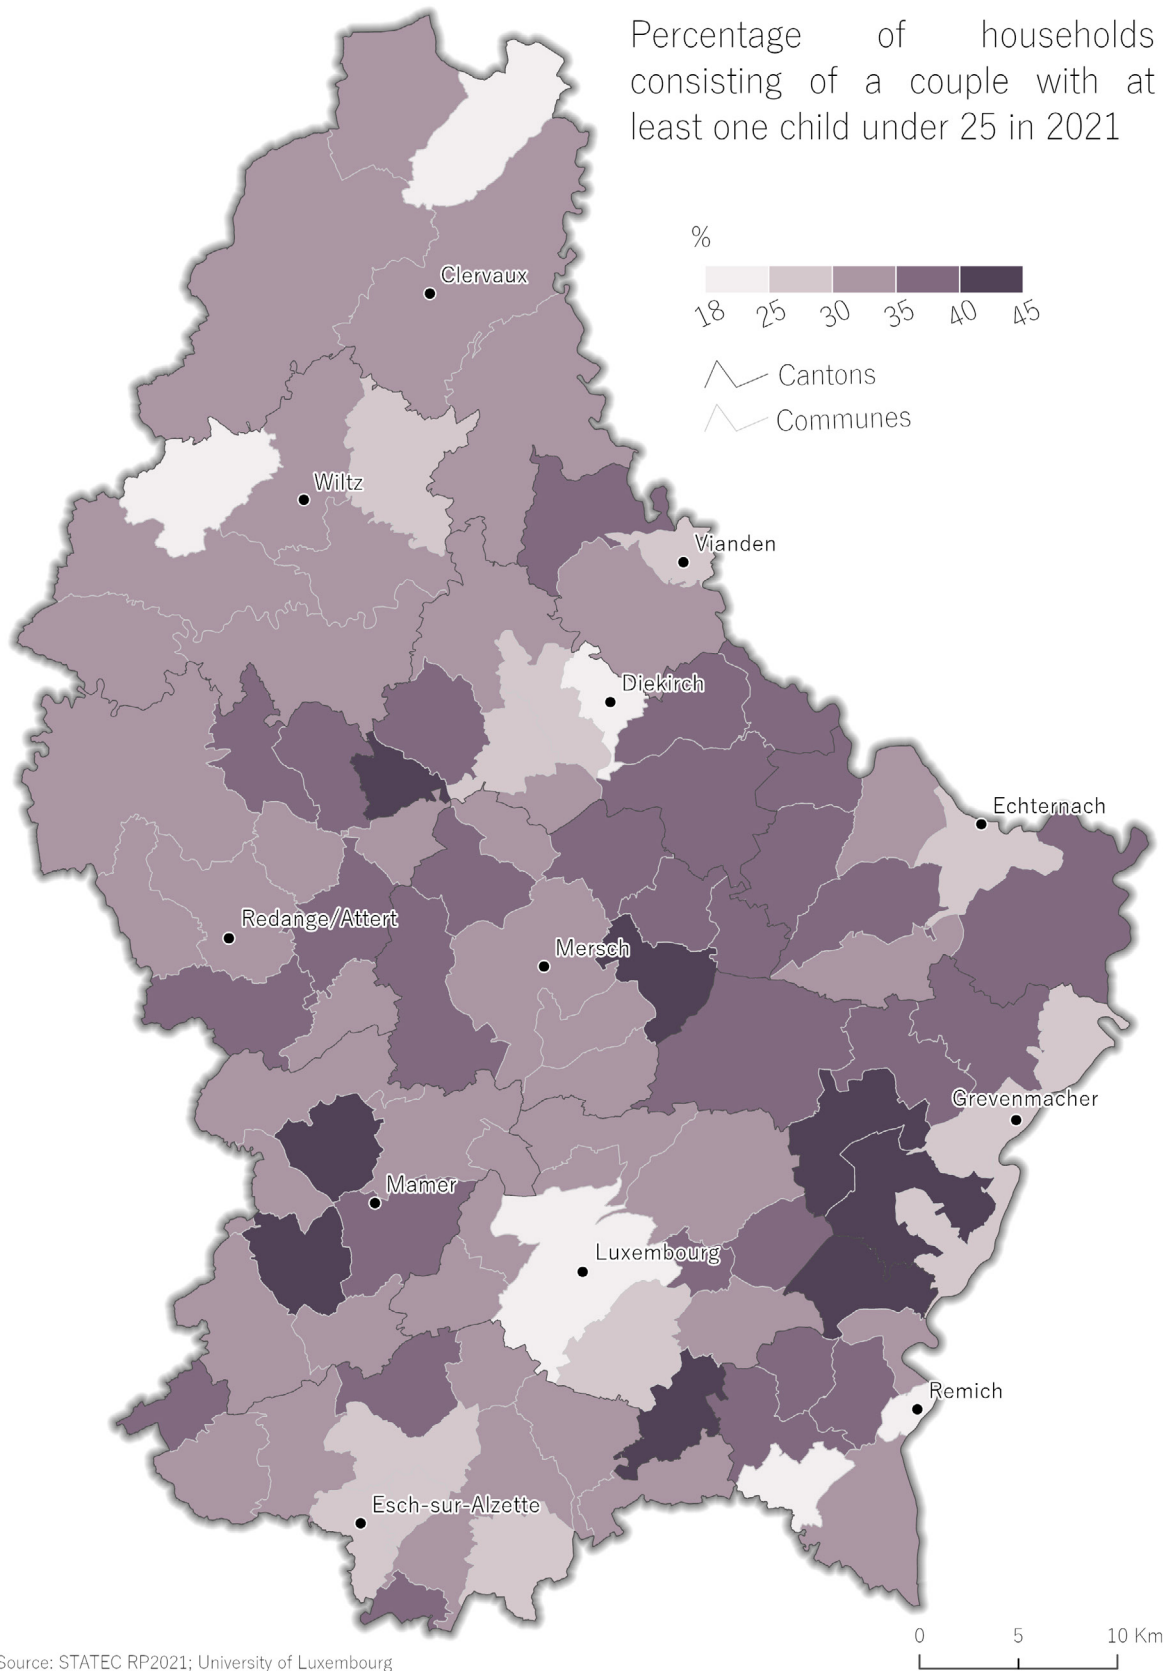 Percentage of households
consisting of a couple with at
least one child under 25 in 2021
%
18 25 30 35 40 45
Cantons
Communes
Clervaux
Wiltz
Vianden
Diekirch
Echternach
Redange/Attert
Mersch
Grevenmacher
Mamer
Luxembourg
Remich
Esch-sur-Alzette
0 5 10 Km
Source: STATEC RP2021; University of Luxembourg